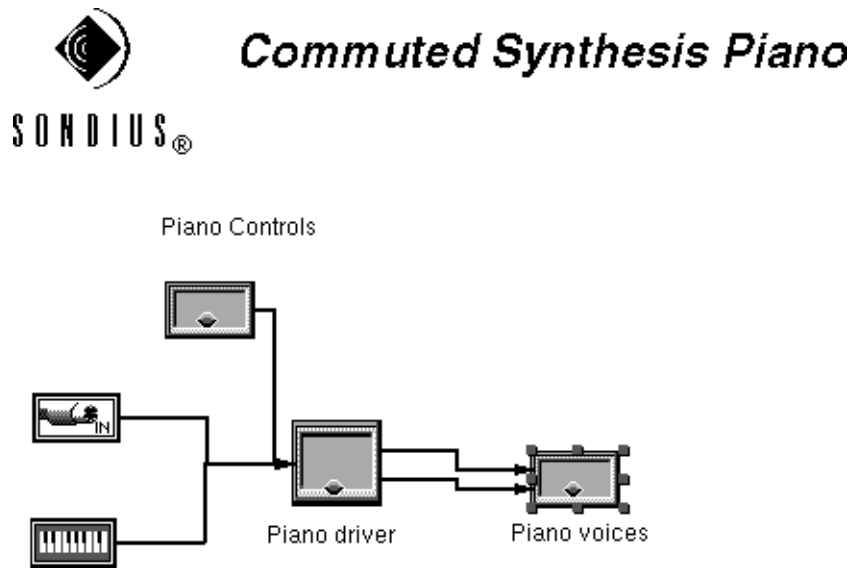 Commuted Synthesis Piano
SONDIUS®
Piano Controls
IN
Piano driver
Piano voices